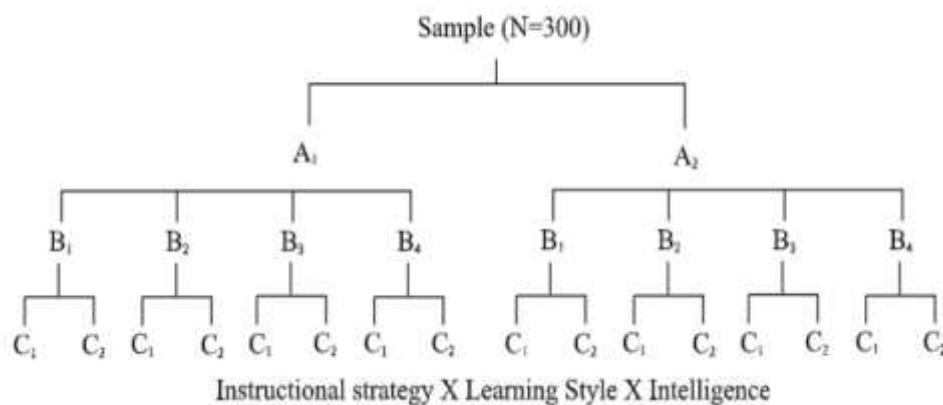 Sample (N=300)
A₁ A₂
B₁ B₂ B₃ B₄ B₁ B₂ B₃ B₄
C₁ C₂ C₁ C₂ C₁ C₂ C₁ C₂ C₁ C₂ C₁ C₂ C₁ C₂ C₁ C₂
Instructional strategy X Learning Style X Intelligence